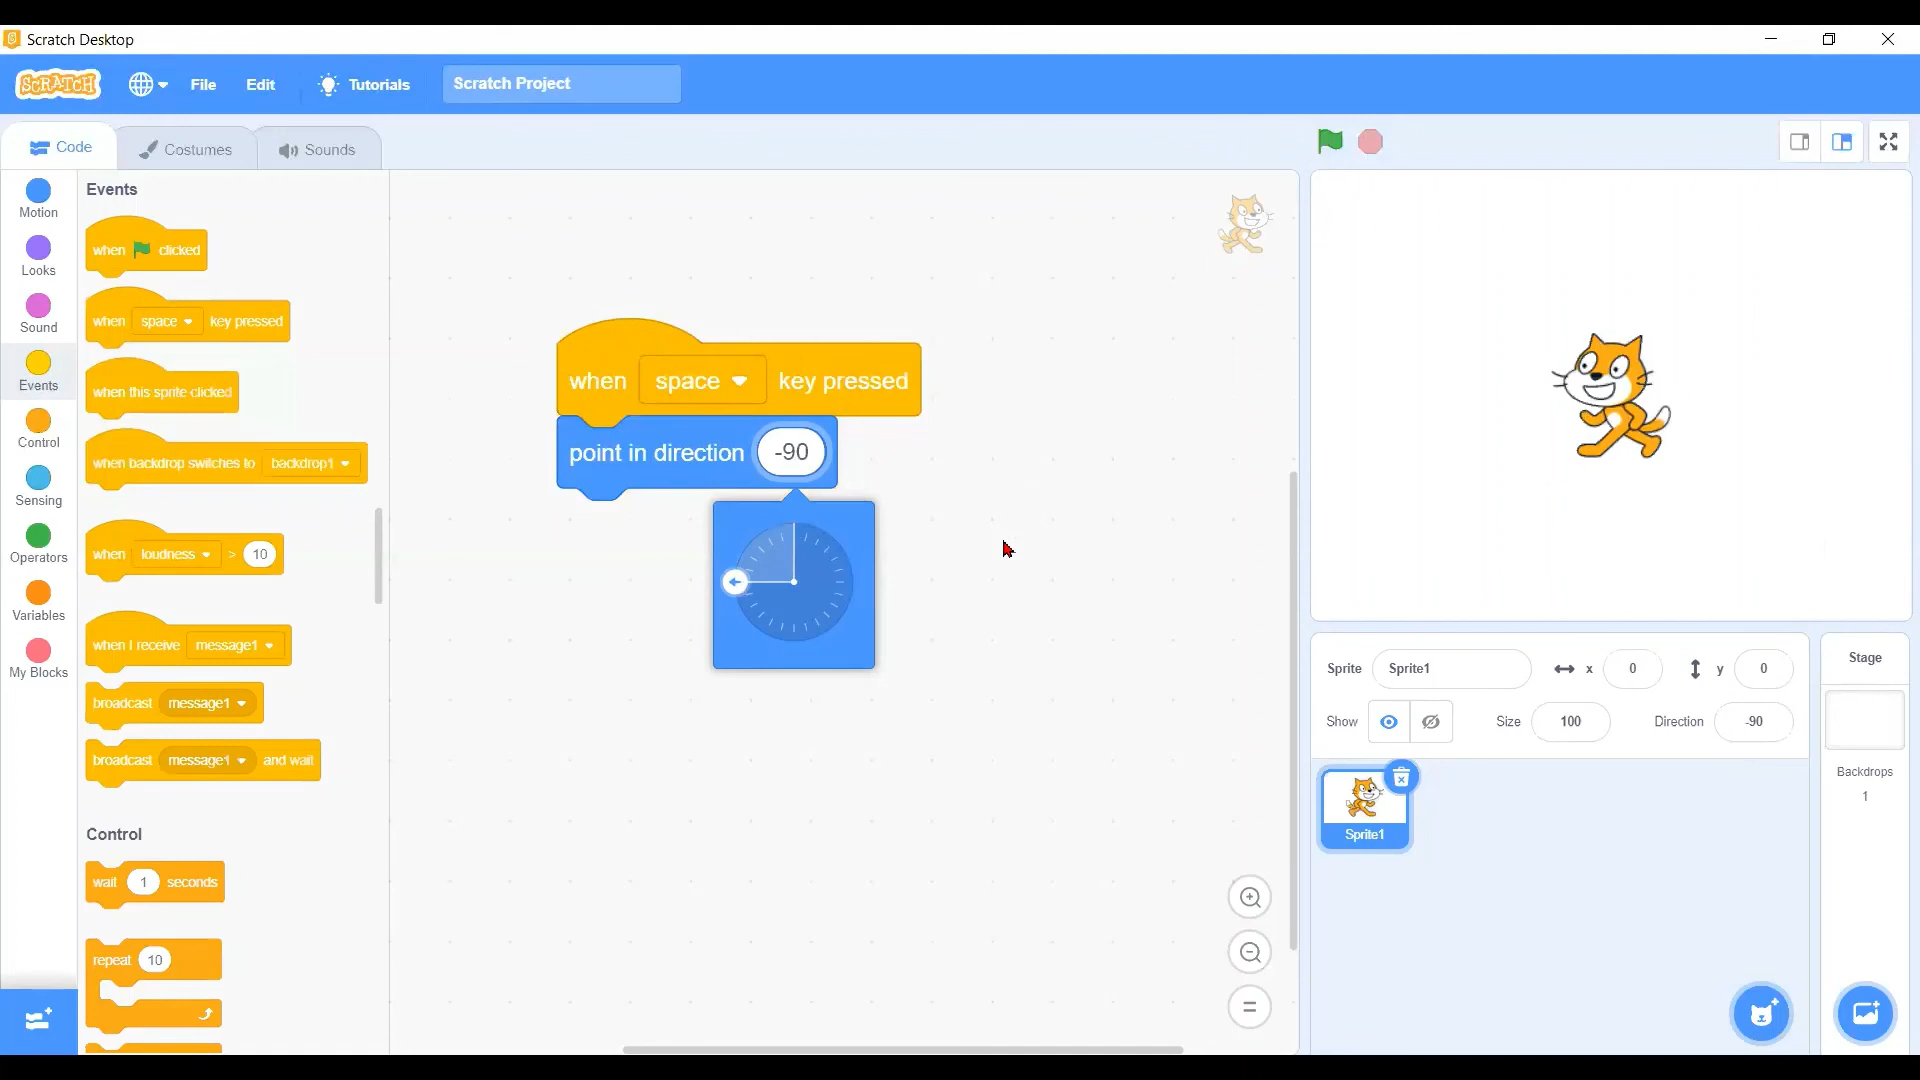 Scratch Desktop
SCRATCH
File
Edit
Tutorials
Scratch Project
Code
Costumes
Sounds
Motion
Looks
Sound
Events
Control
Sensing
Operators
Variables
My Blocks
Events
when clicked
when space key pressed
when this sprite clicked
when backdrop switches to backdrop1
when loudness > 10
when I receive message1
broadcast message1
broadcast message1 and wait
Control
wait 1 seconds
repeat 10
when space key pressed
point in direction -90
Sprite Sprite1 x 0 y 0
Show Size 100 Direction -90
Sprite1
Stage
Backdrops
1